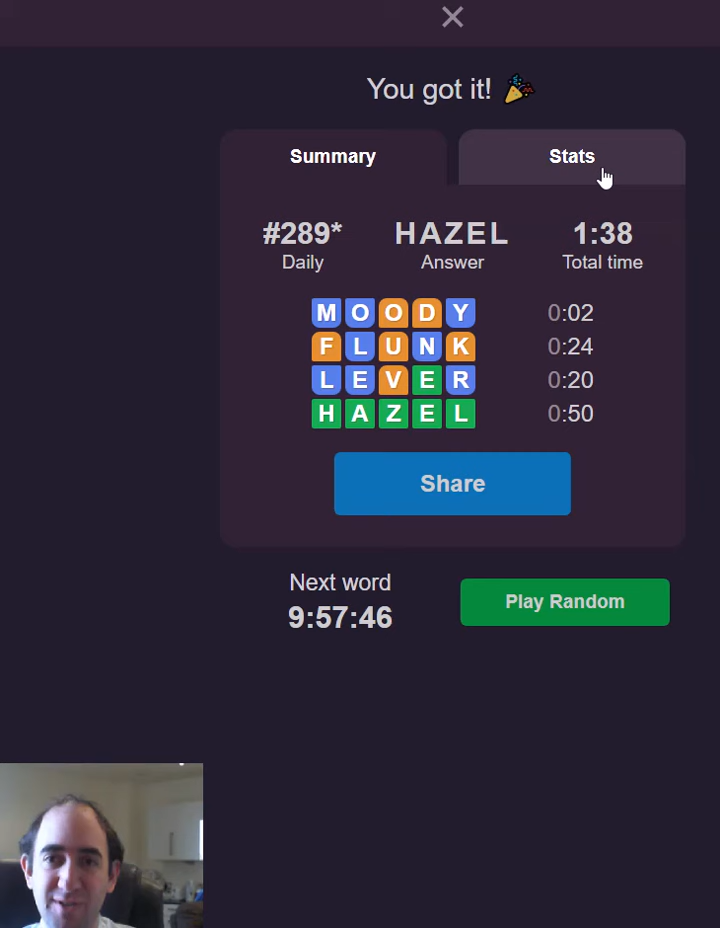 You got it!
Summary Stats
#289* HAZEL 1:38
Daily Answer Total time
MOODY 0:02
FLUNK 0:24
LEVER 0:20
HAZEL 0:50
Share
Next word
9:57:46
Play Random